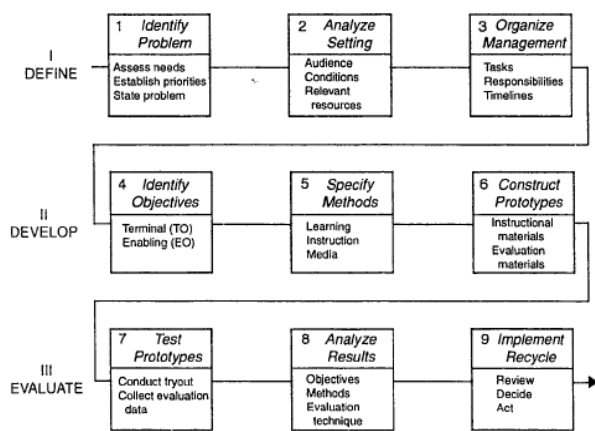 I
DEFINE
1 Identify
Problem
Assess needs
Establish priorities
State problem
2 Analyze
Setting
Audience
Conditions
Relevant
resources
3 Organize
Management
Tasks
Responsibilities
Timelines
II
DEVELOP
4 Identify
Objectives
Terminal (TO)
Enabling (EO)
5 Specify
Methods
Learning
Instruction
Media
6 Construct
Prototypes
Instructional
materials
Evaluation
materials
III
EVALUATE
7 Test
Prototypes
Conduct tryout
Collect evaluation
data
8 Analyze
Results
Objectives
Methods
Evaluation
technique
9 Implement
Recycle
Review
Decide
Act